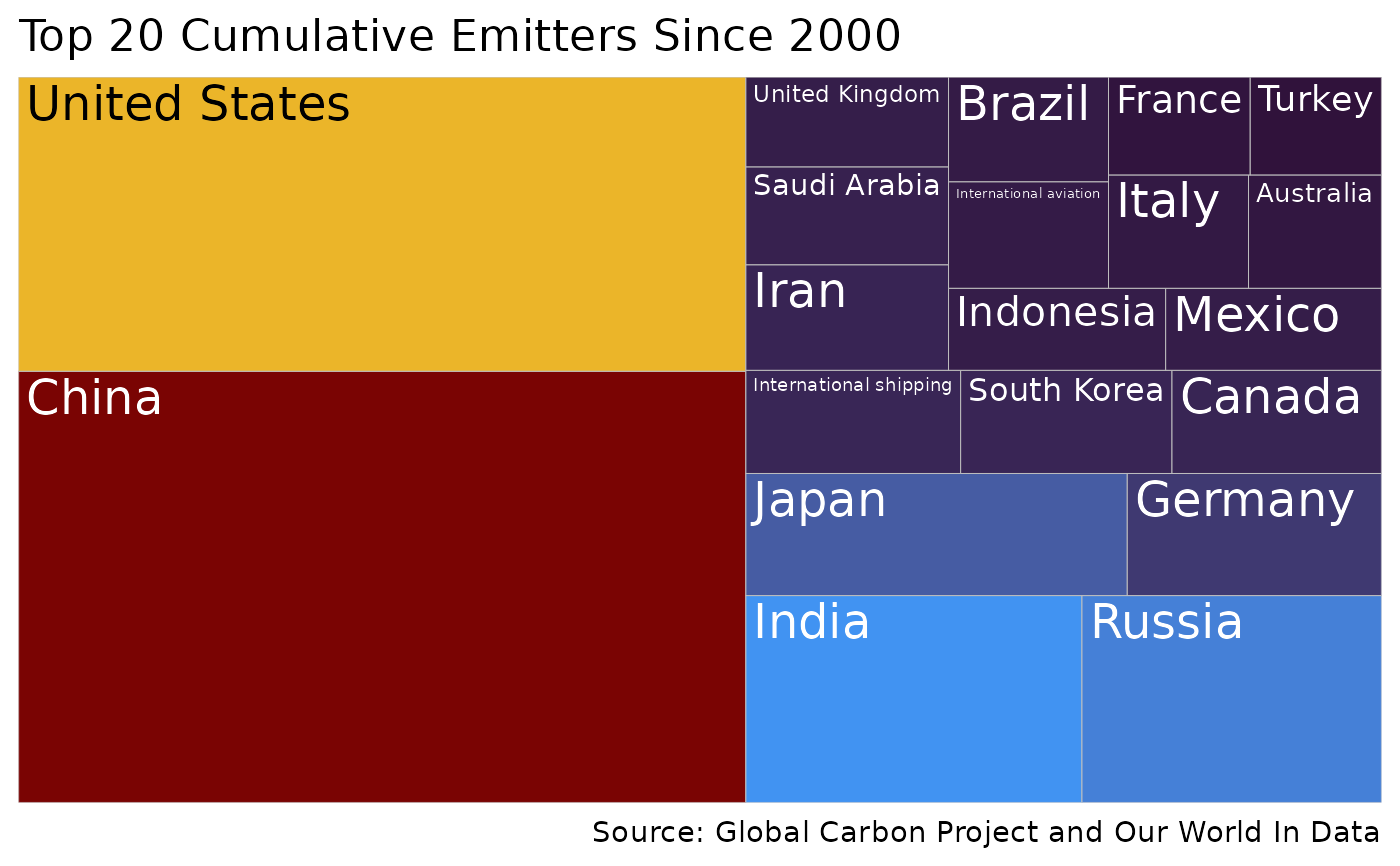 Top 20 Cumulative Emitters Since 2000
United States
China
United Kingdom
Saudi Arabia
Iran
Brazil
International aviation
France
Turkey
Italy
Australia
Indonesia
Mexico
International shipping
South Korea
Canada
Japan
Germany
India
Russia
Source: Global Carbon Project and Our World In Data